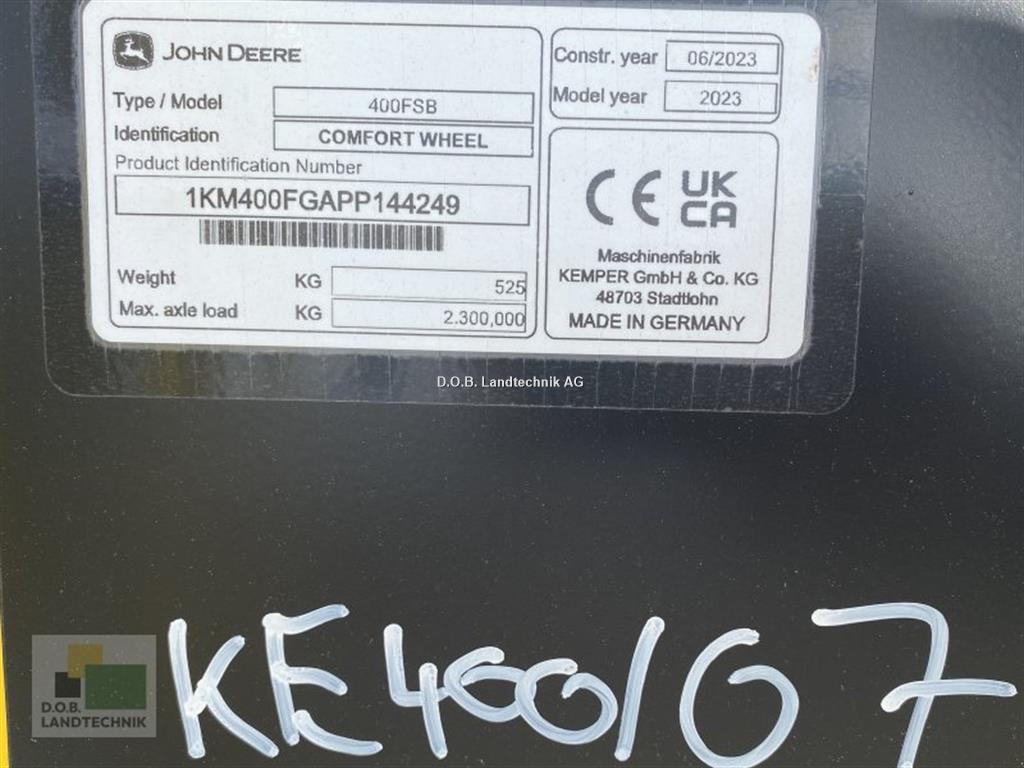 JOHN DEERE
Type / Model 400FSB
Identification COMFORT WHEEL
Product Identification Number
1KM400FGAPP144249
Weight KG 525
Max. axle load KG 2.300,000
Constr. year 06/2023
Model year 2023
CE UK
CA
Maschinenfabrik
KEMPER GmbH & Co. KG
48703 Stadtlohn
MADE IN GERMANY
D.O.B. Landtechnik AG
KE400/07
D.O.B.
LANDTECHNIK